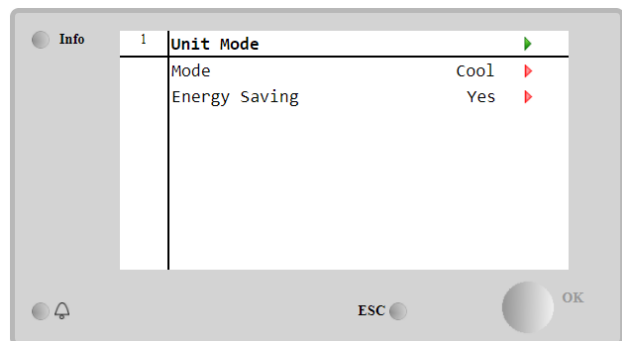 Info
1 Unit Mode
Mode Cool
Energy Saving Yes
ESC
OK